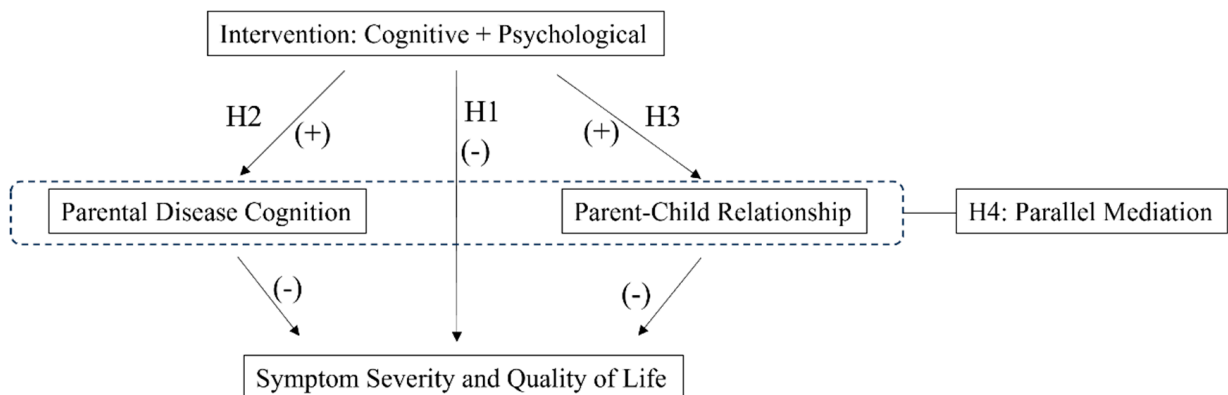 Intervention: Cognitive + Psychological
H2
(+)
H1
(-)
(+)
H3
Parental Disease Cognition
Parent-Child Relationship
H4: Parallel Mediation
(-)
(-)
Symptom Severity and Quality of Life